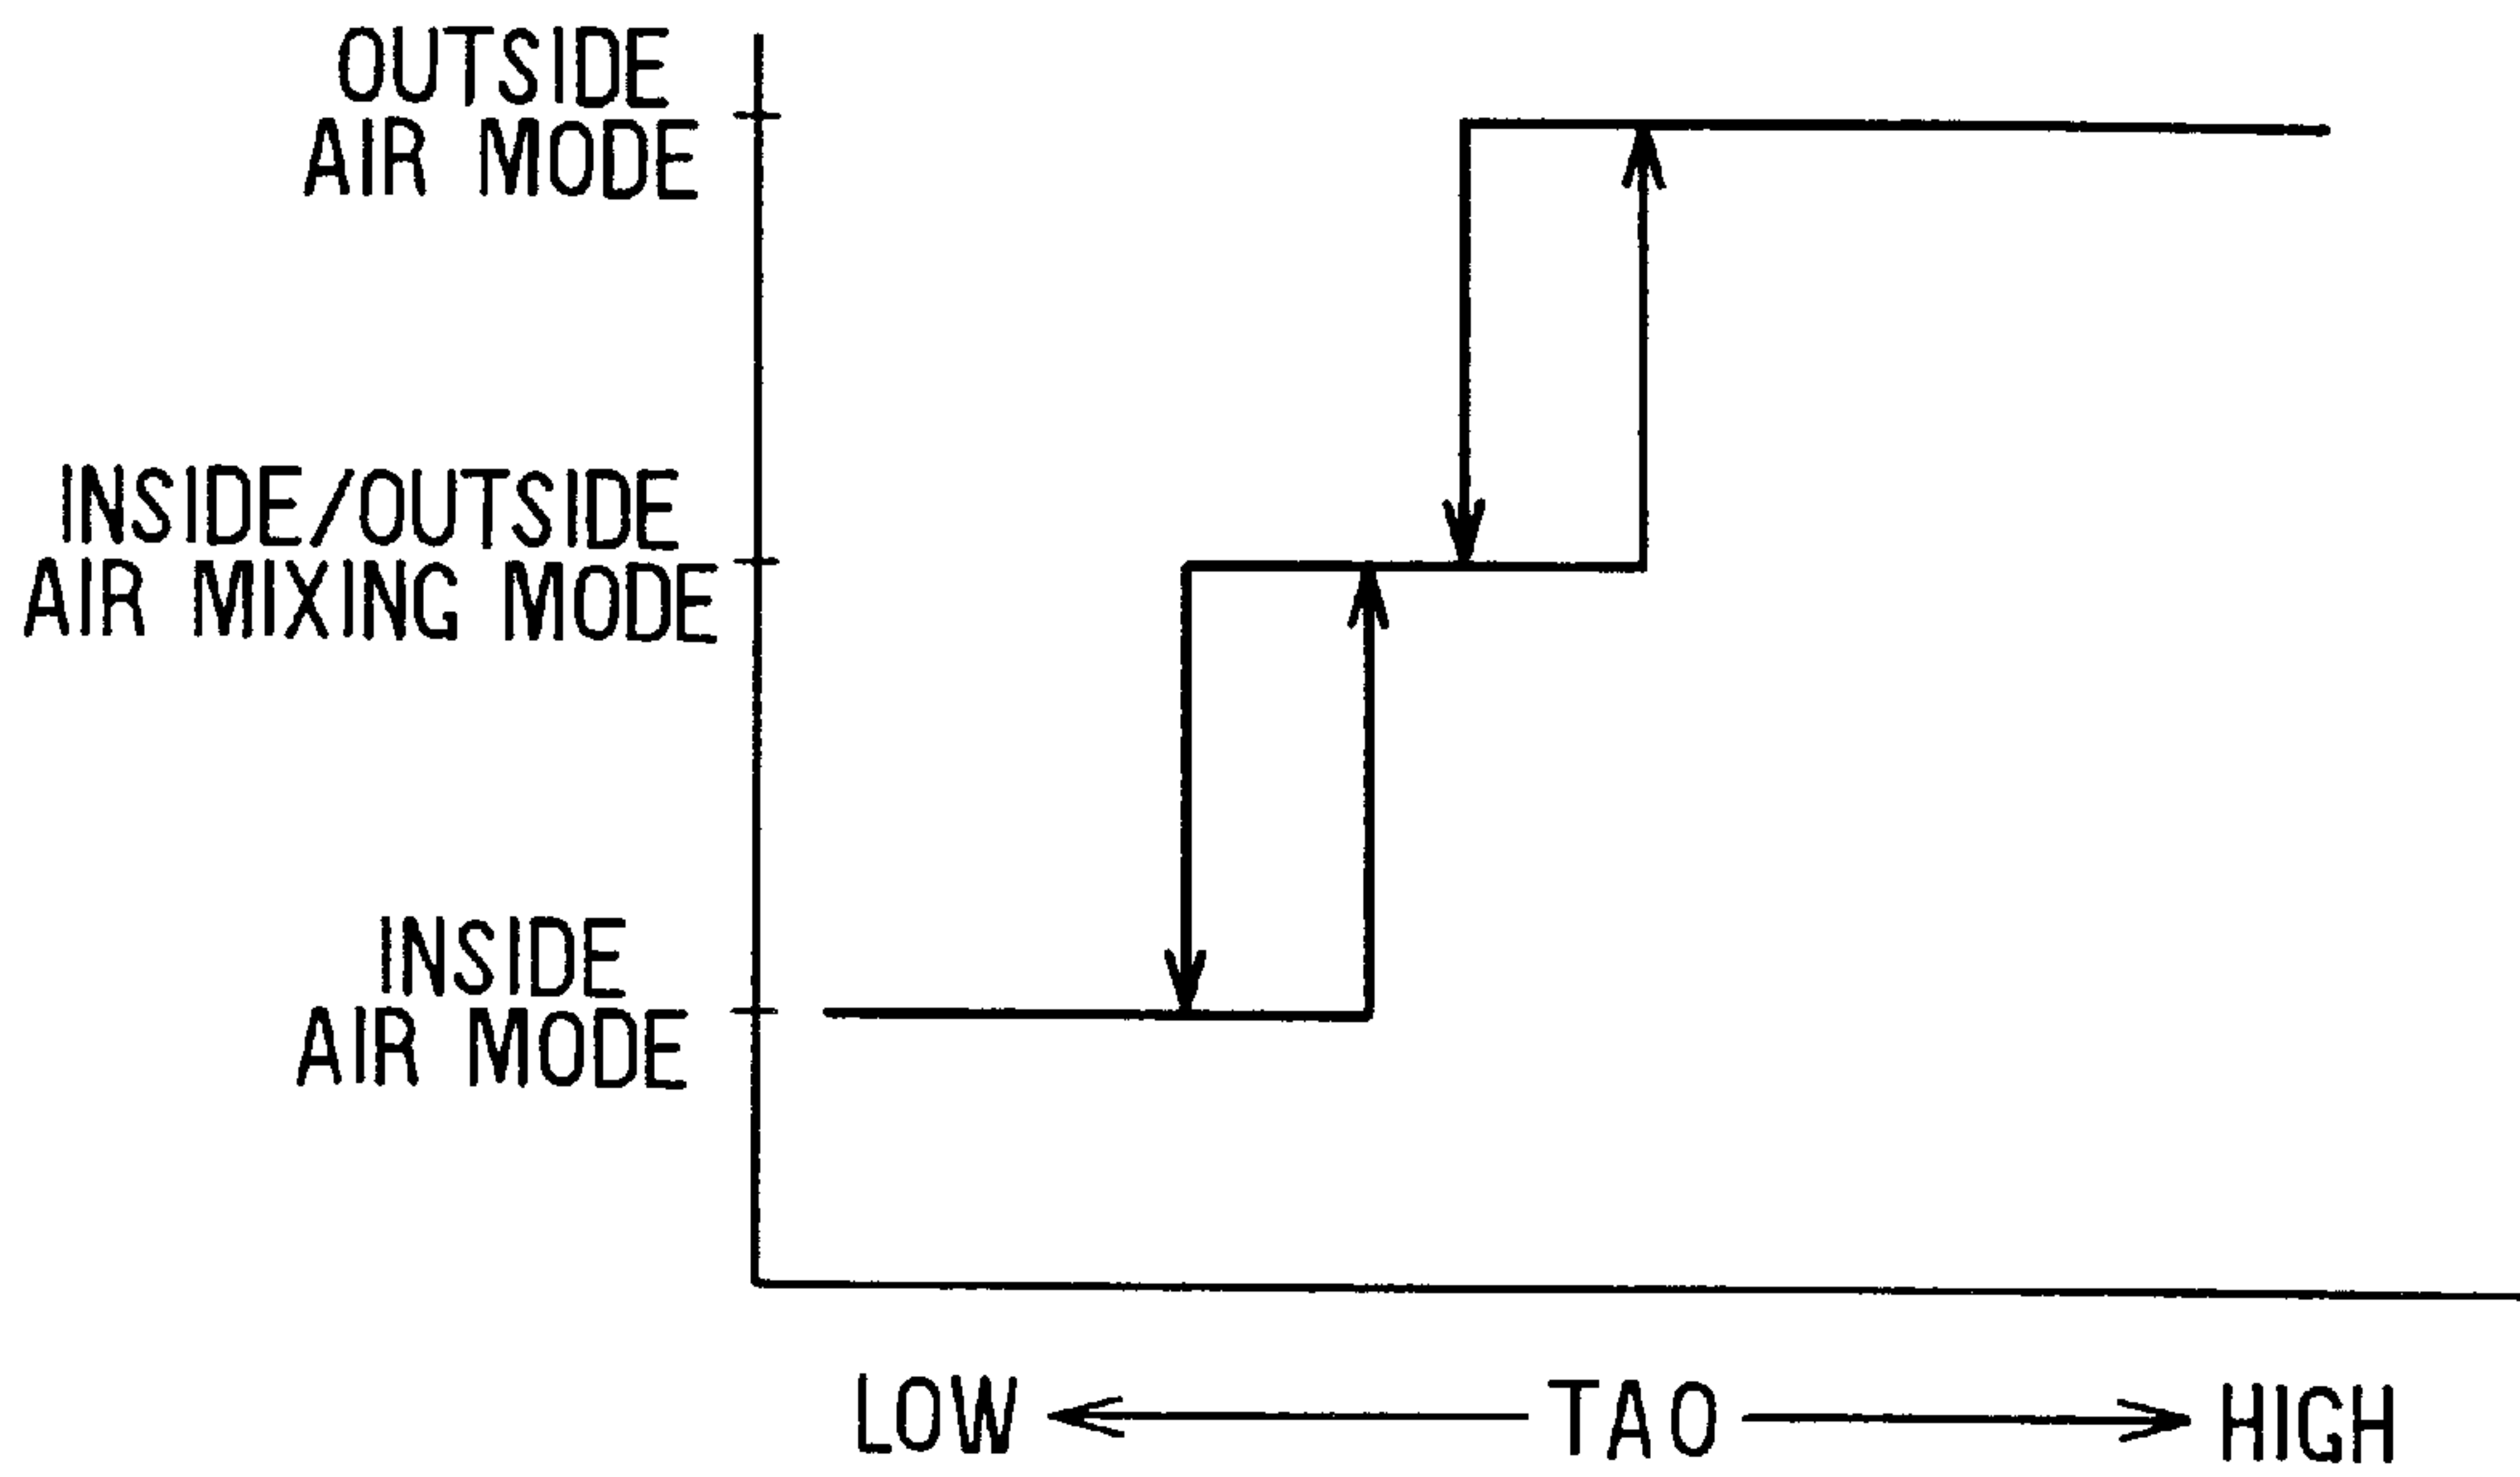 OUTSIDE
AIR MODE
INSIDE/OUTSIDE
AIR MIXING MODE
INSIDE
AIR MODE
LOW TAO HIGH